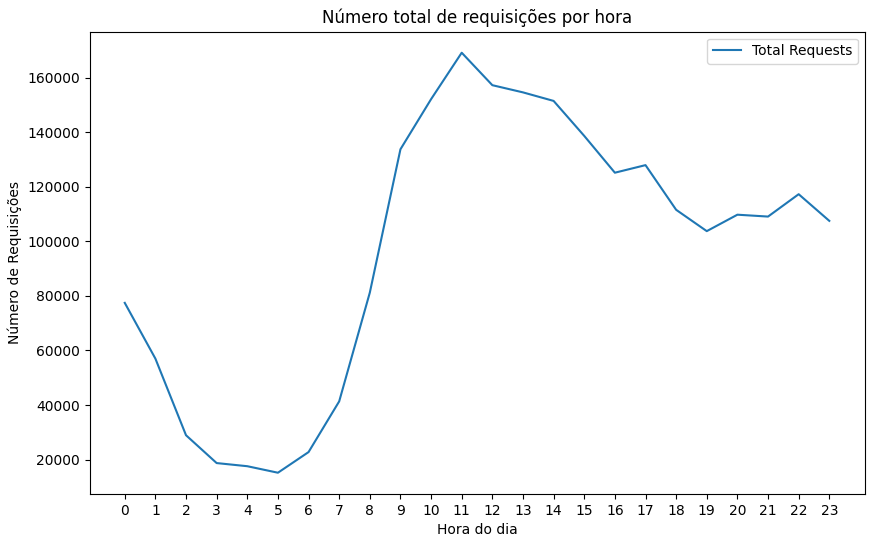 Número total de requisições por hora
Total Requests
Número de Requisições
160000
140000
120000
100000
80000
60000
40000
20000
0 1 2 3 4 5 6 7 8 9 10 11 12 13 14 15 16 17 18 19 20 21 22 23
Hora do dia